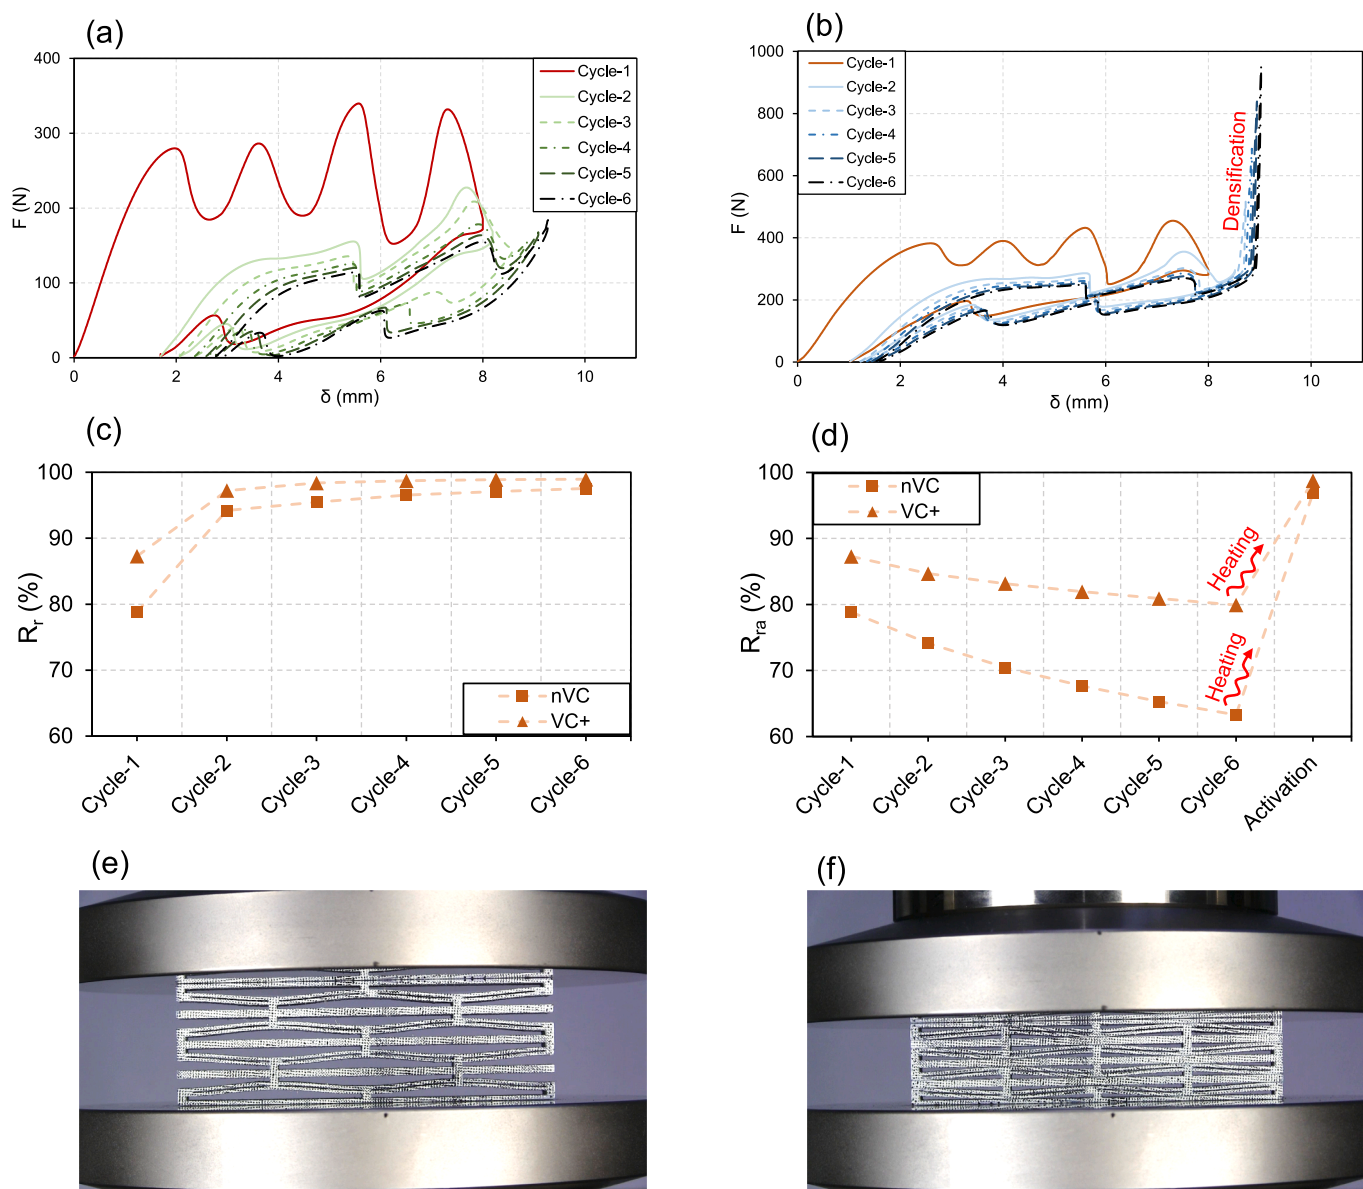 (a)
400
300
200
100
0
F (N)
0 2 4 6 8 10
δ (mm)
Cycle-1
Cycle-2
Cycle-3
Cycle-4
Cycle-5
Cycle-6
(b)
1000
800
600
400
200
0
F (N)
0 2 4 6 8 10
δ (mm)
Cycle-1
Cycle-2
Cycle-3
Cycle-4
Cycle-5
Cycle-6
Densification
(c)
100
90
80
70
60
Rr (%)
nVC
VC+
Cycle-1 Cycle-2 Cycle-3 Cycle-4 Cycle-5 Cycle-6
(d)
100
90
80
70
60
Rra (%)
nVC
VC+
Heating
Heating
Cycle-1 Cycle-2 Cycle-3 Cycle-4 Cycle-5 Cycle-6 Activation
(e)
(f)